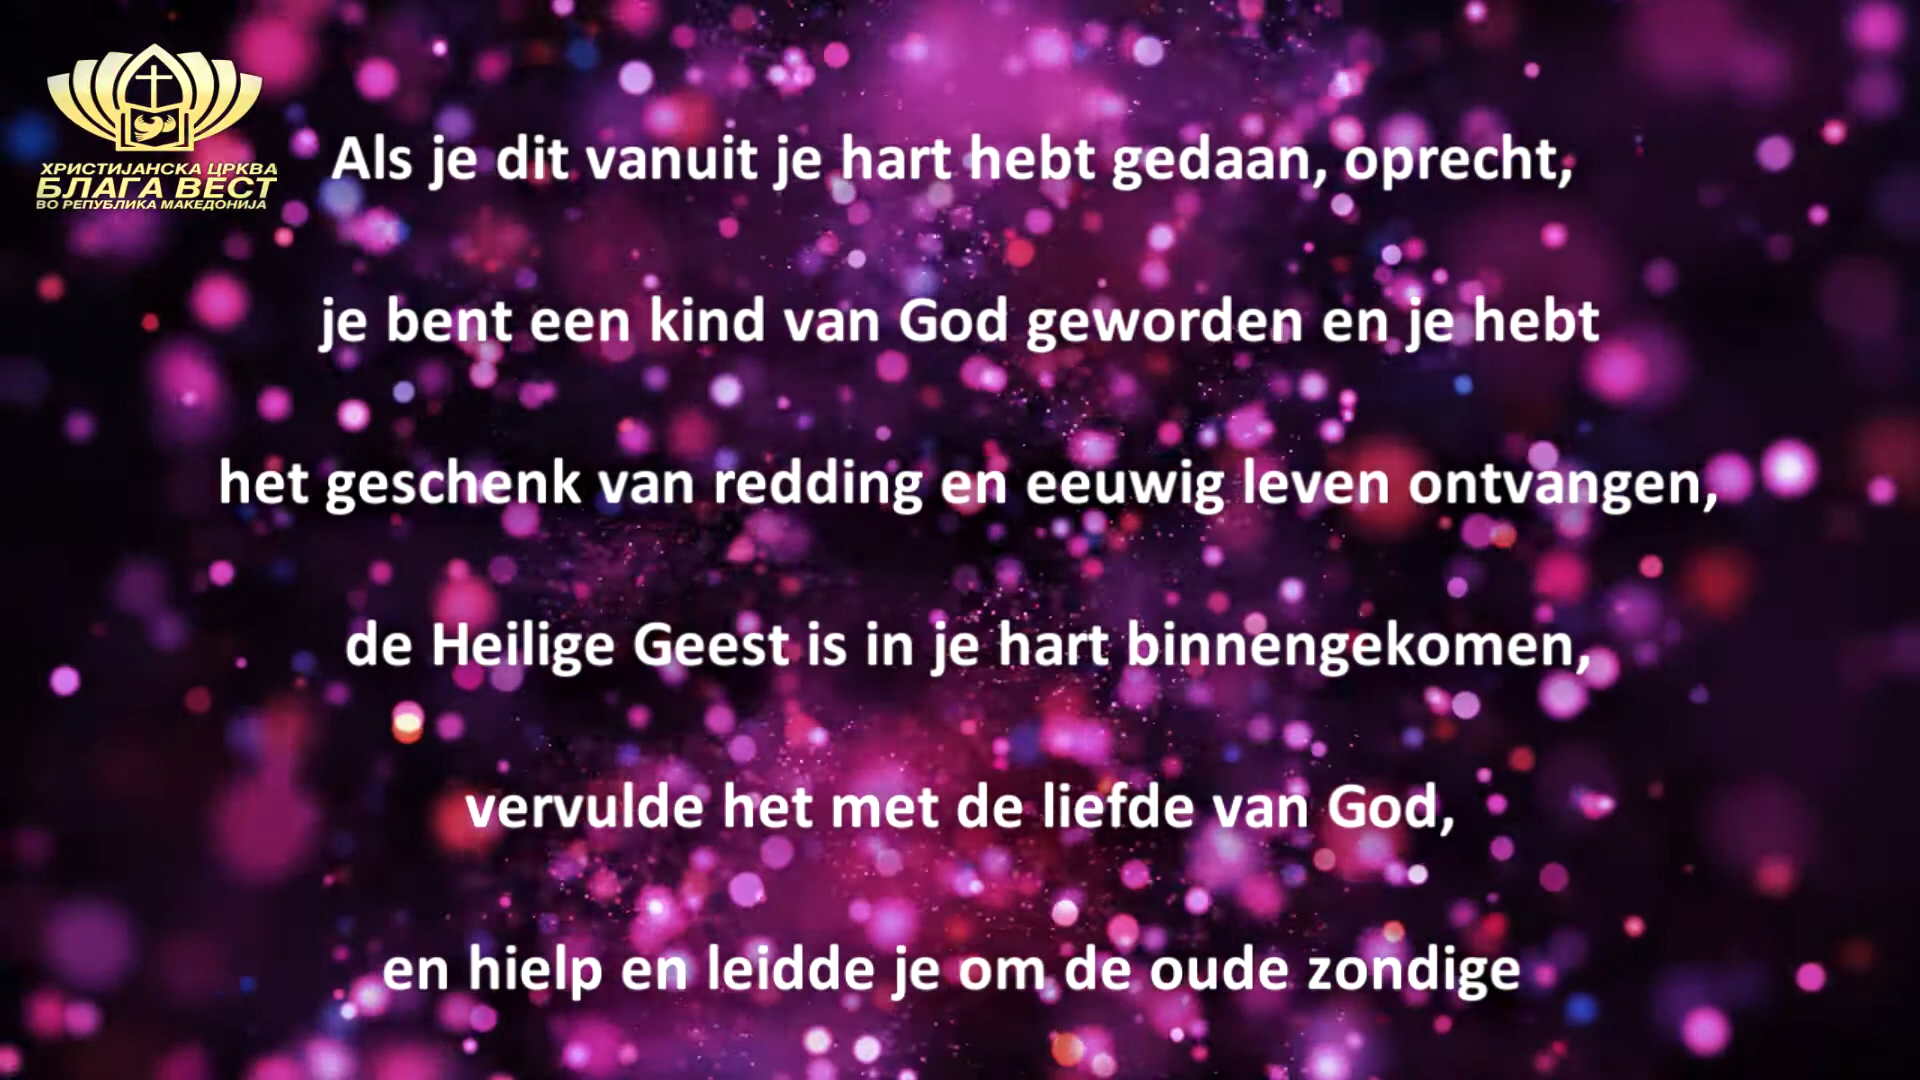 ХРИСТИЈАНСКА ЦРКВА
БЛАГА ВЕСТ
ВО РЕПУБЛИКА МАКЕДОНИЈА
Als je dit vanuit je hart hebt gedaan, oprecht,
je bent een kind van God geworden en je hebt
het geschenk van redding en eeuwig leven ontvangen,
de Heilige Geest is in je hart binnengekomen,
vervulde het met de liefde van God,
en hielp en leidde je om de oude zondige